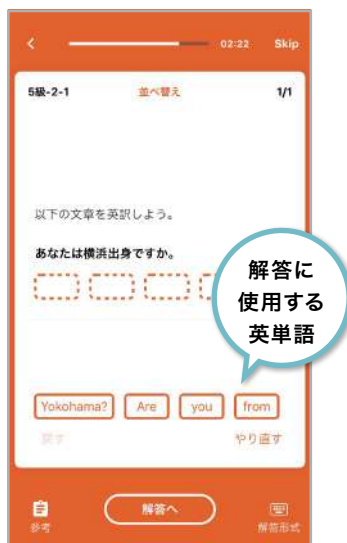 02:22 Skip
5級-2-1 並べ替え 1/1
以下の文章を英訳しよう。
あなたは横浜出身ですか。
解答に
使用する
英単語
Yokohama? Are you from
戻す やり直す
解答へ
参考 解答形式